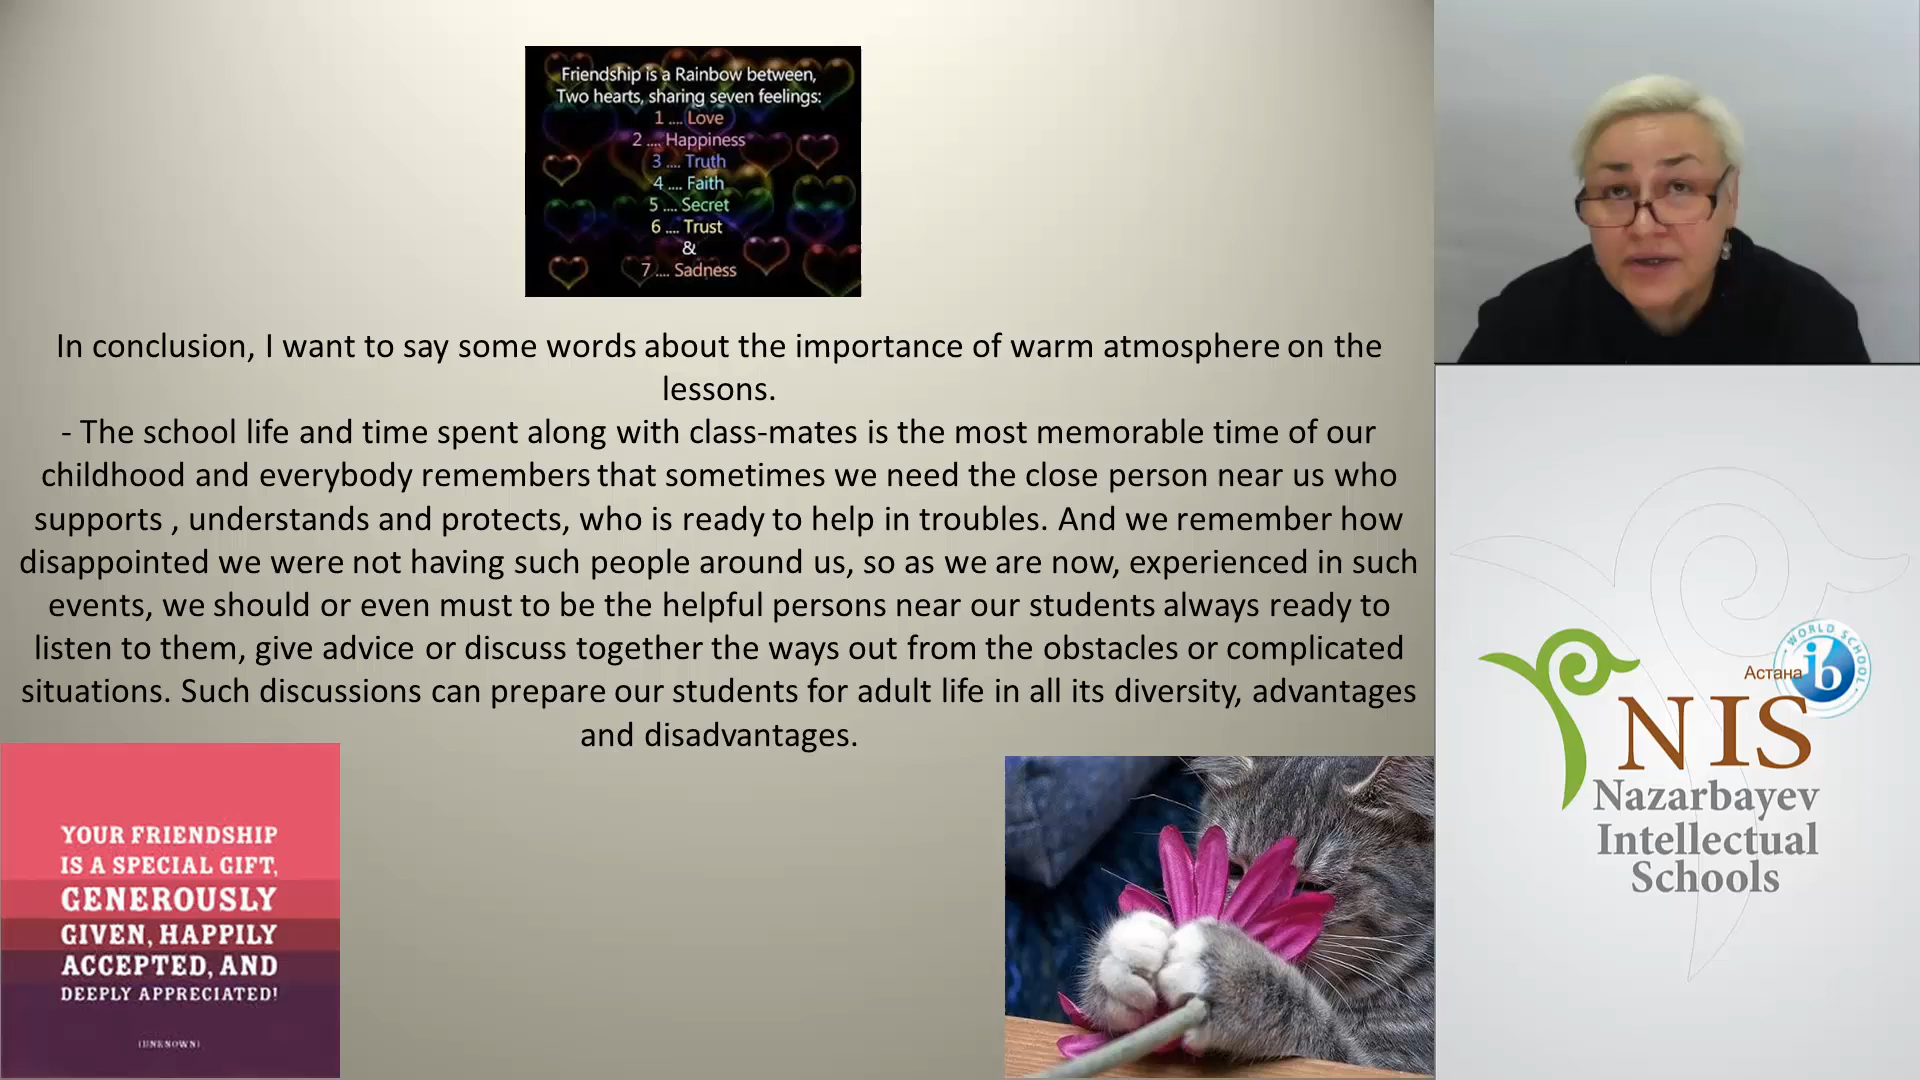 Friendship is a Rainbow between,
Two hearts, sharing seven feelings:
1 .... Love
2 .... Happiness
3 .... Truth
4 .... Faith
5 .... Secret
6 .... Trust
&
7 .... Sadness
In conclusion, I want to say some words about the importance of warm atmosphere on the
lessons.
- The school life and time spent along with class-mates is the most memorable time of our
childhood and everybody remembers that sometimes we need the close person near us who
supports , understands and protects, who is ready to help in troubles. And we remember how
disappointed we were not having such people around us, so as we are now, experienced in such
events, we should or even must to be the helpful persons near our students always ready to
listen to them, give advice or discuss together the ways out from the obstacles or complicated
situations. Such discussions can prepare our students for adult life in all its diversity, advantages
and disadvantages.
YOUR FRIENDSHIP
IS A SPECIAL GIFT,
GENEROUSLY
GIVEN, HAPPILY
ACCEPTED, AND
DEEPLY APPRECIATED!
(UNKNOWN)
WORLD SCHOOL
Астана
ib
NIS
Nazarbayev
Intellectual
Schools